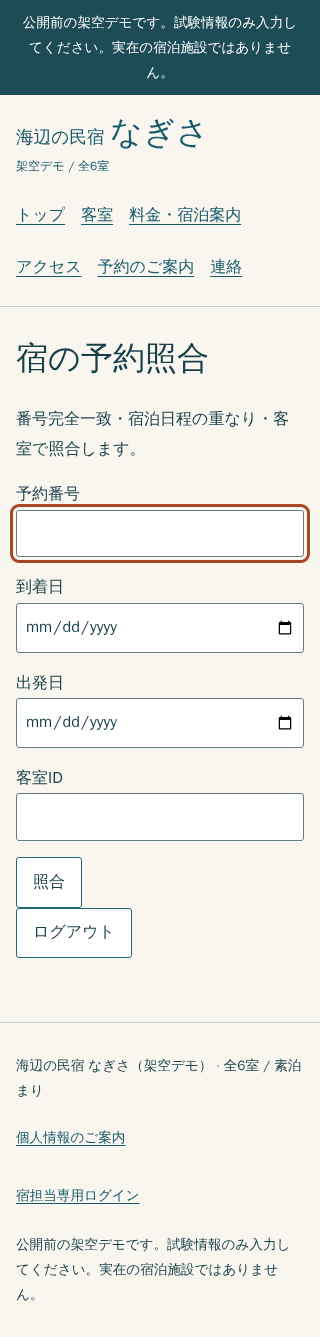 公開前の架空デモです。試験情報のみ入力し
てください。実在の宿泊施設ではありませ
ん。
海辺の民宿 なぎさ
架空デモ / 全6室
トップ 客室 料金・宿泊案内
アクセス 予約のご案内 連絡
宿の予約照合
番号完全一致・宿泊日程の重なり・客
室で照合します。
予約番号
到着日
mm/dd/yyyy
出発日
mm/dd/yyyy
客室ID
照合
ログアウト
海辺の民宿 なぎさ（架空デモ） · 全6室 / 素泊
まり
個人情報のご案内
宿担当専用ログイン
公開前の架空デモです。試験情報のみ入力し
てください。実在の宿泊施設ではありませ
ん。